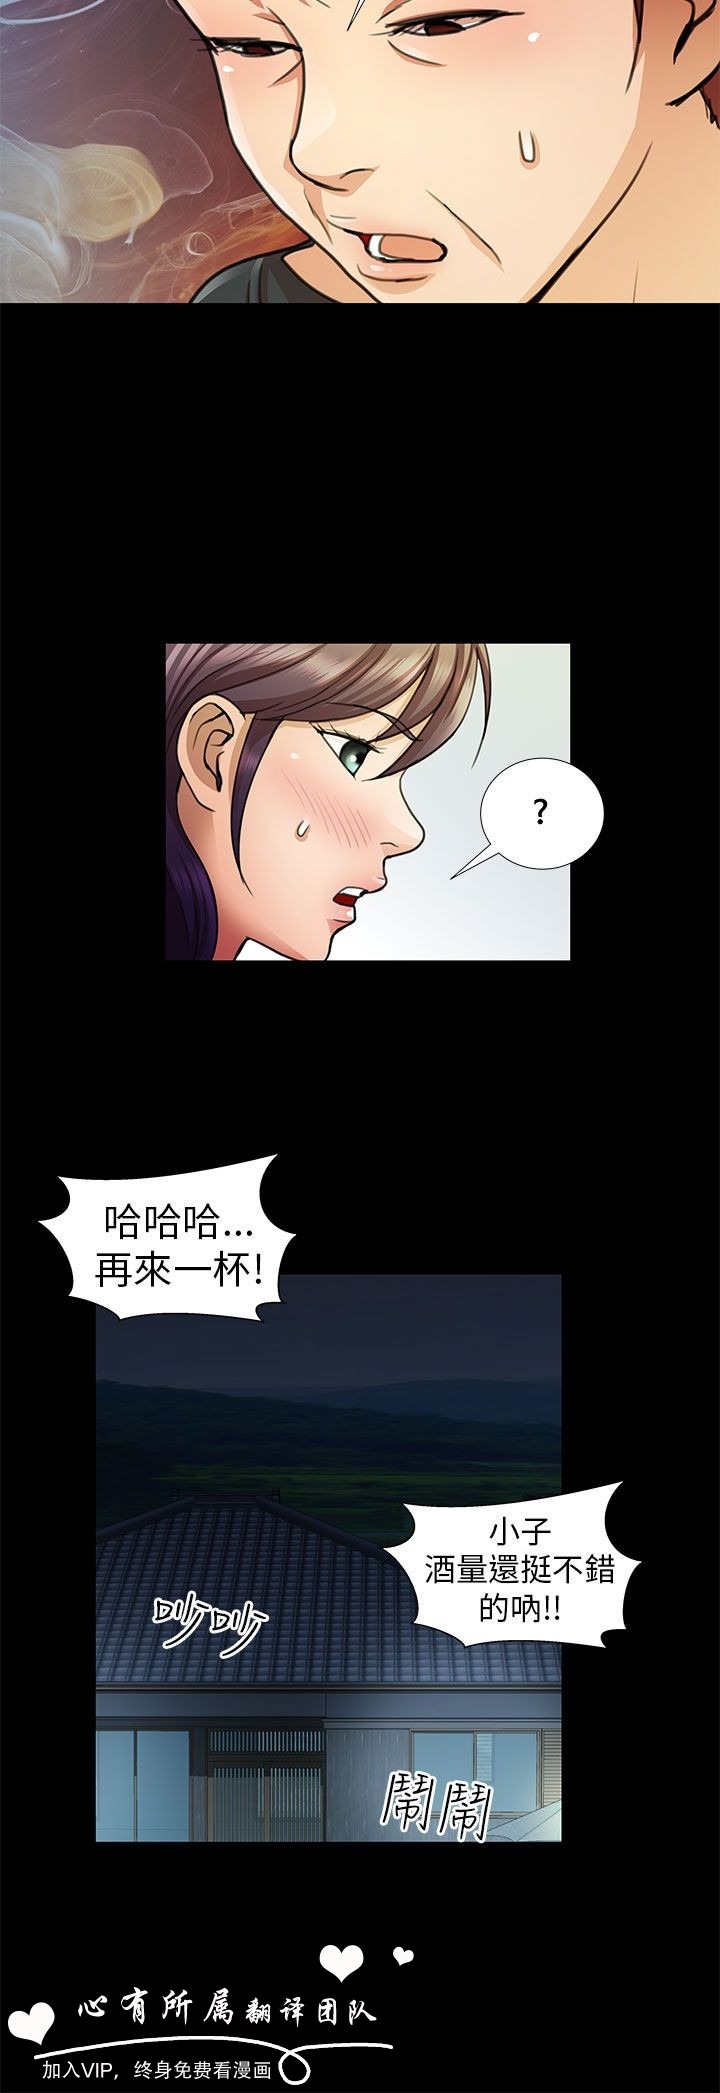 ?
哈哈哈...
再來一杯!
小子
酒量還挺不錯
的吶!!
吵吵
鬧鬧
心有所属翻译团队
加入VIP，终身免费看漫画